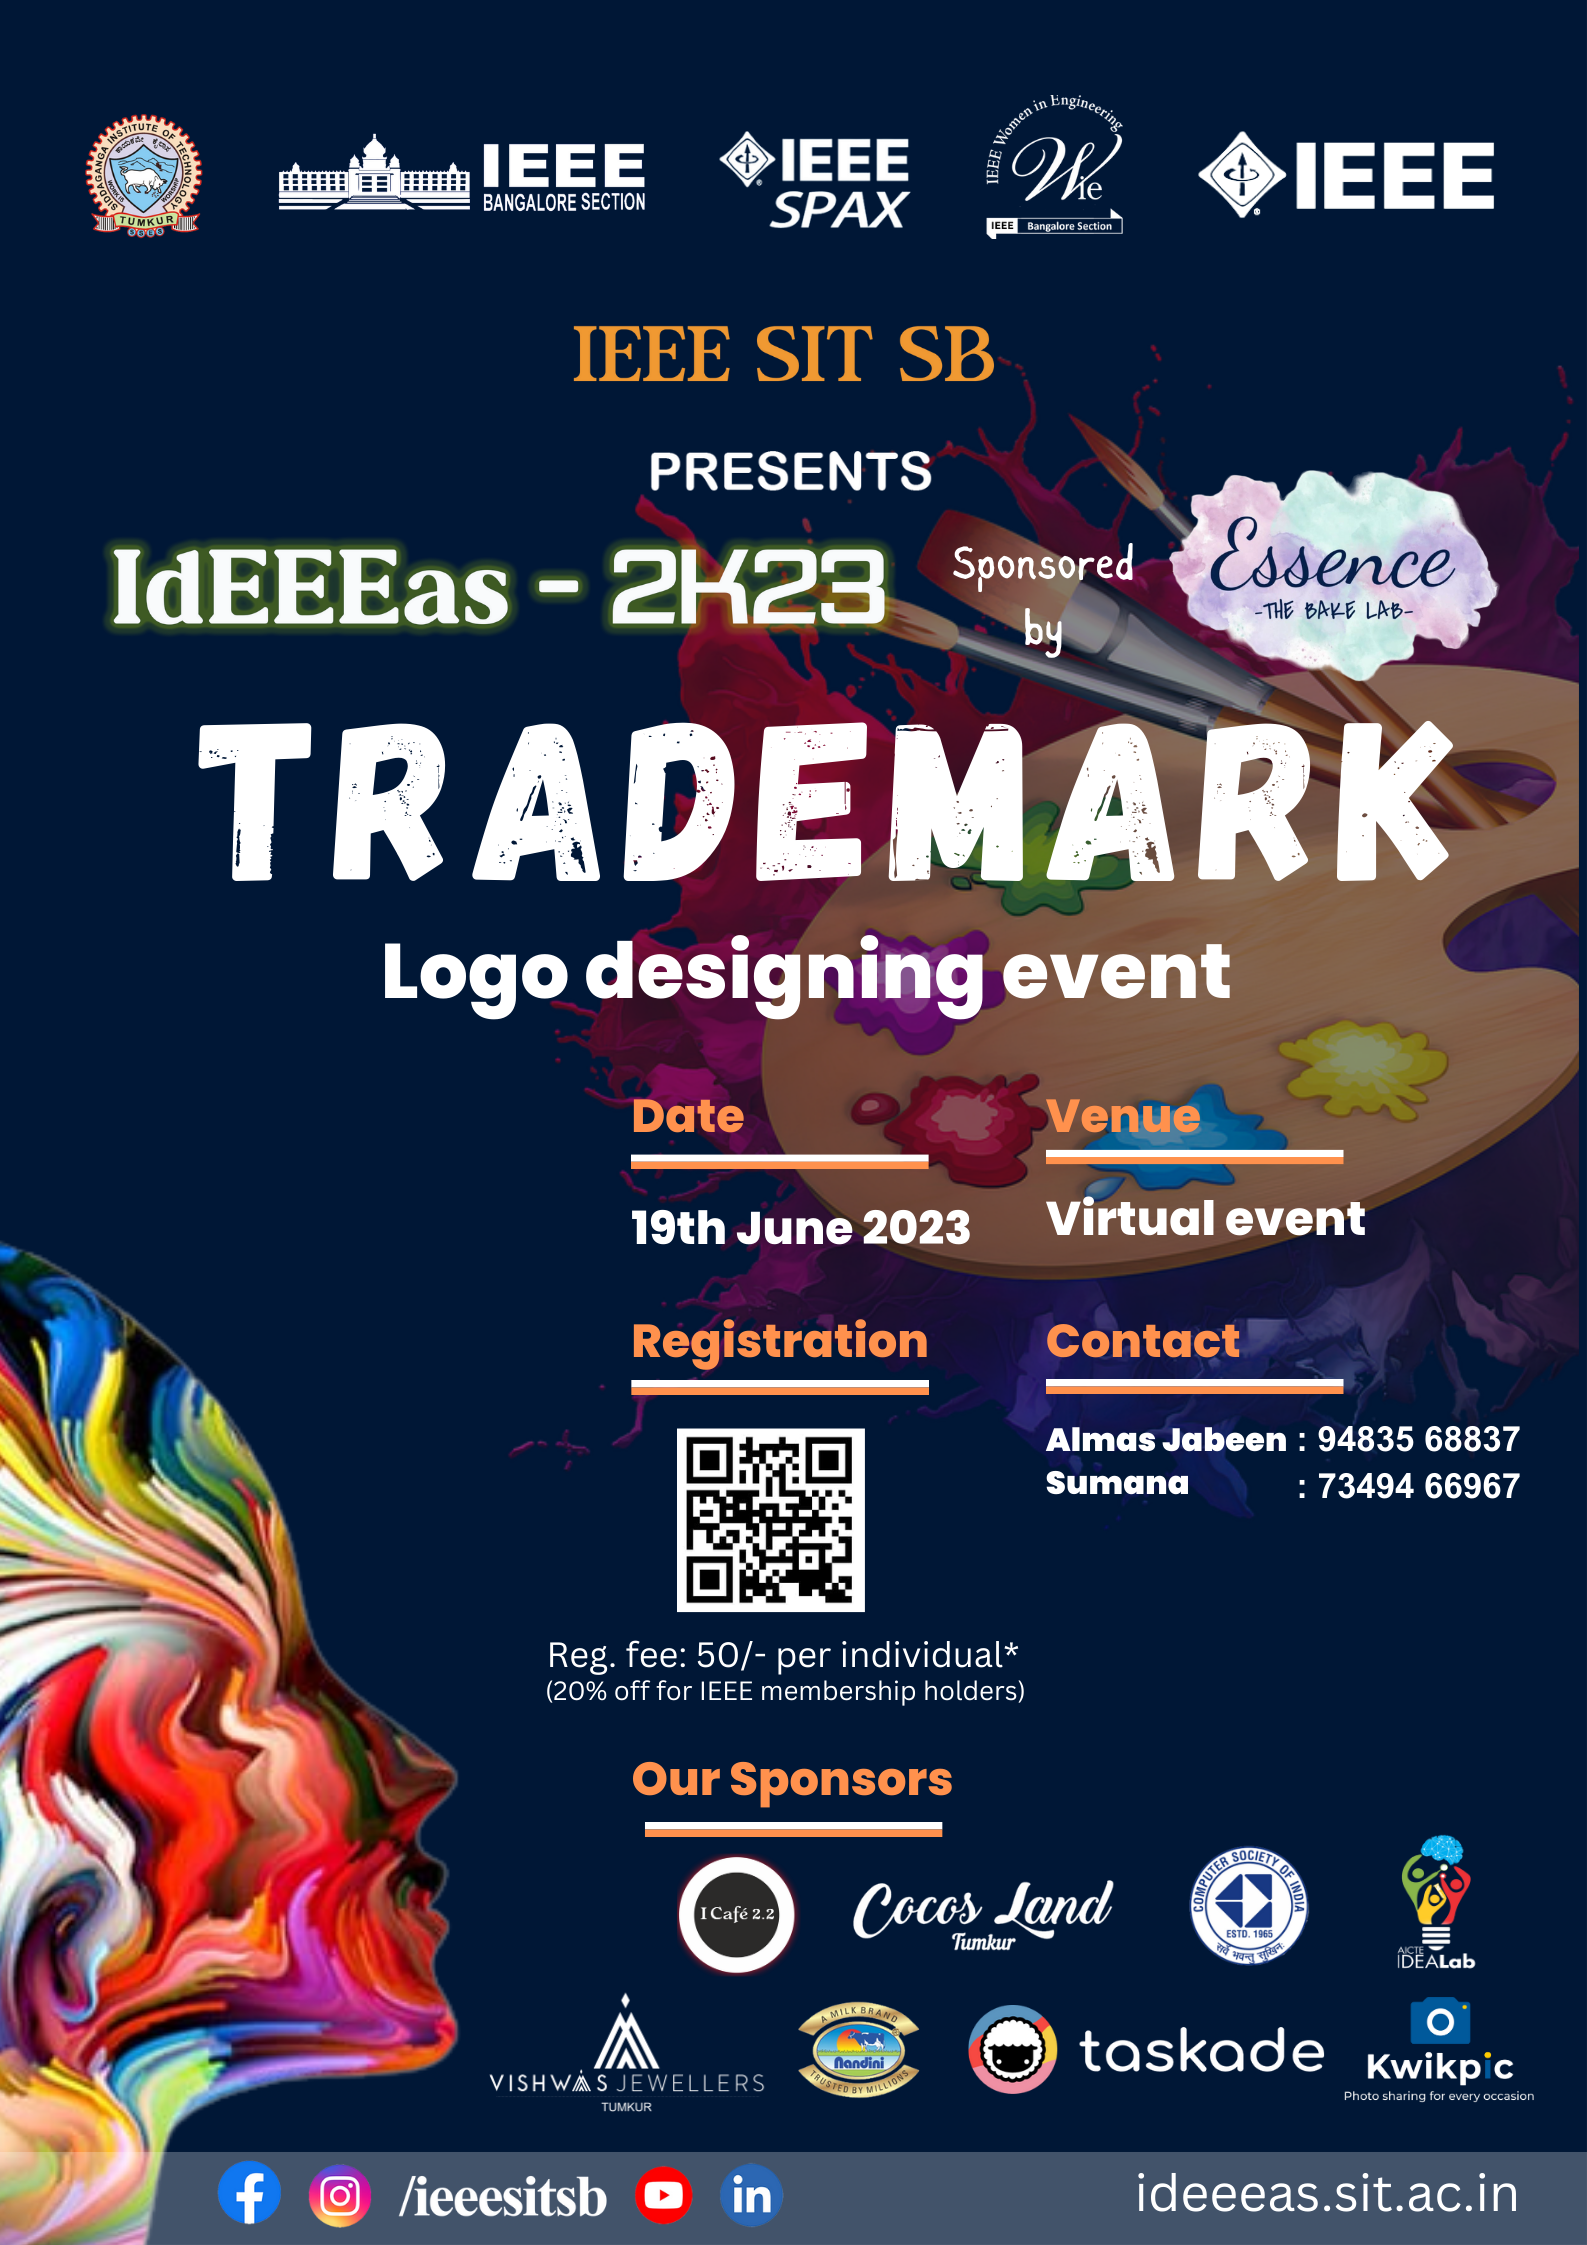 SIDDAGANGA INSTITUTE OF TECHNOLOGY
TUMKUR
SSES
IEEE
BANGALORE SECTION
IEEE
SPAX
IEEE Women in Engineering
Wie
IEEE Bangalore Section
IEEE
IEEE SIT SB
PRESENTS
IdEEEas - 2K23
Sponsored
by
Essence
-THE BAKE LAB-
TRADEMARK
Logo designing event
Date
Venue
19th June 2023
Virtual event
Registration
Contact
Almas Jabeen : 94835 68837
Sumana : 73494 66967
Reg. fee: 50/- per individual*
(20% off for IEEE membership holders)
Our Sponsors
I Café 2.2
Cocos Land
Tumkur
COMPUTER SOCIETY OF INDIA
ESTD. 1965
सर्वे भवन्तु सुखिनः
AICTE
IDEALab
VISHWAS JEWELLERS
TUMKUR
A MILK BRAND
Nandini
TRUSTED BY MILLIONS
taskade
Kwikpic
Photo sharing for every occasion
/ieeesitsb
ideeeas.sit.ac.in